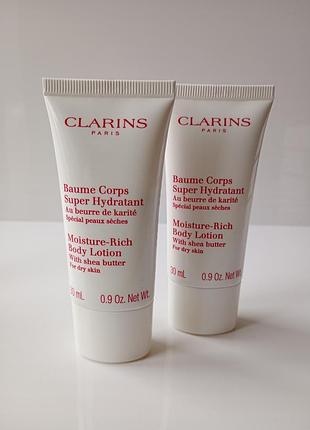 CLARINS
PARIS
Baume Corps
Super Hydratant
Au beurre de karité
Spécial peaux sèches
Moisture-Rich
Body Lotion
With shea butter
For dry skin
30 mL 0.9 Oz. Net Wt.
CLARINS
PARIS
Baume Corps
Super Hydratant
Au beurre de karité
Spécial peaux sèches
Moisture-Rich
Body Lotion
With shea butter
For dry skin
30 mL 0.9 Oz. Net Wt.